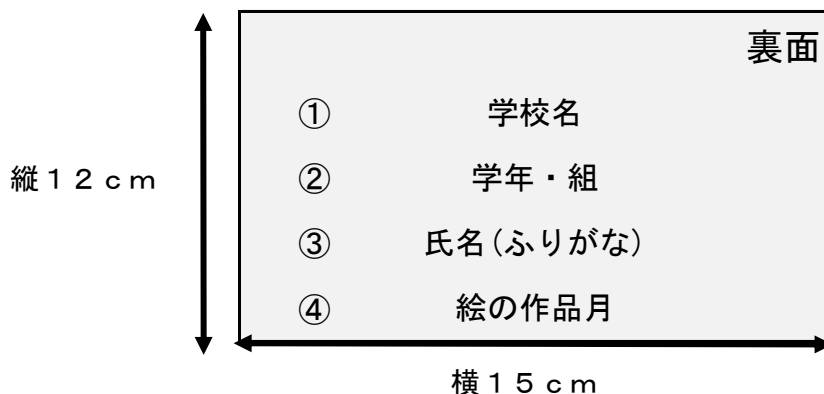 裏面
① 学校名
② 学年・組
③ 氏名(ふりがな)
④ 絵の作品月
縦１２ｃｍ
横１５ｃｍ